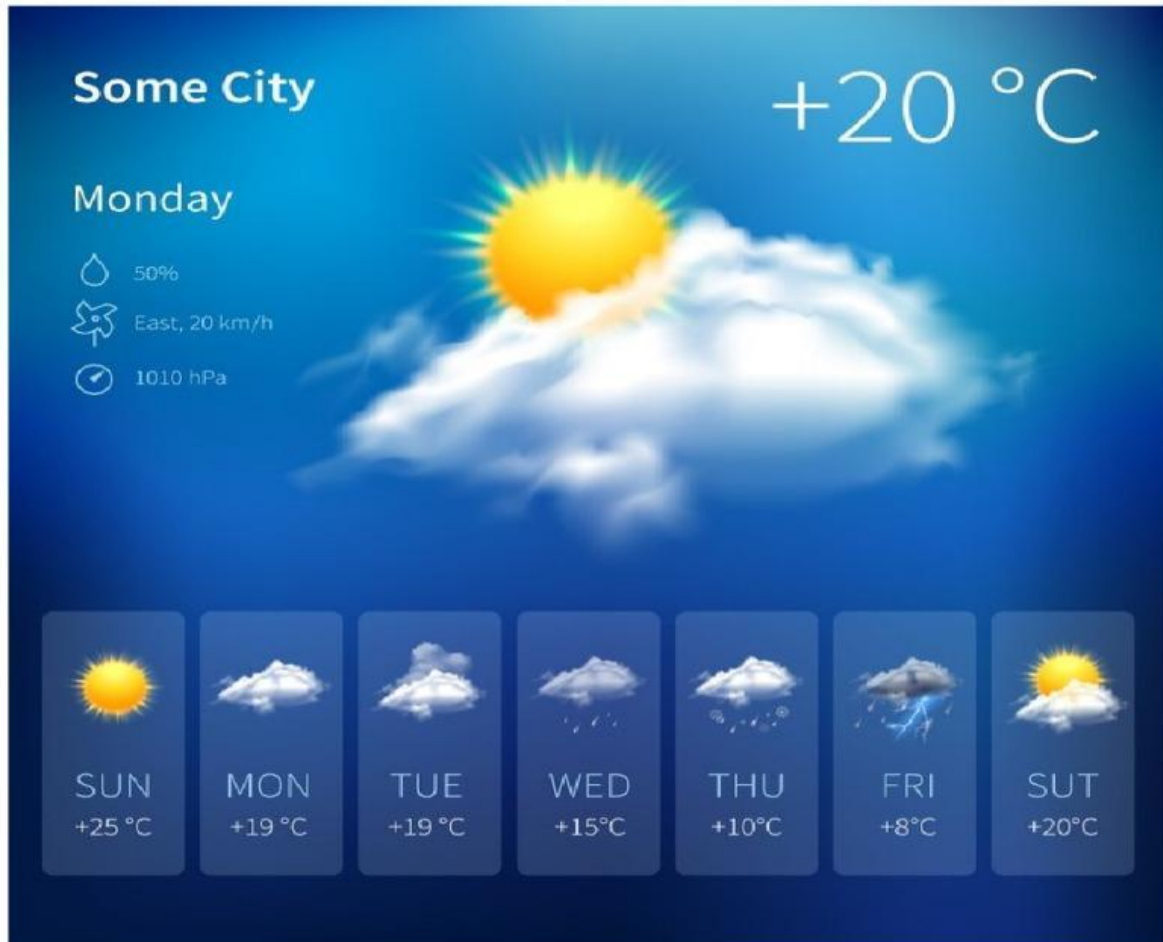 Some City
+20 °C
Monday
50%
East, 20 km/h
1010 hPa
SUN
+25 °C
MON
+19 °C
TUE
+19 °C
WED
+15°C
THU
+10°C
FRI
+8°C
SUT
+20°C